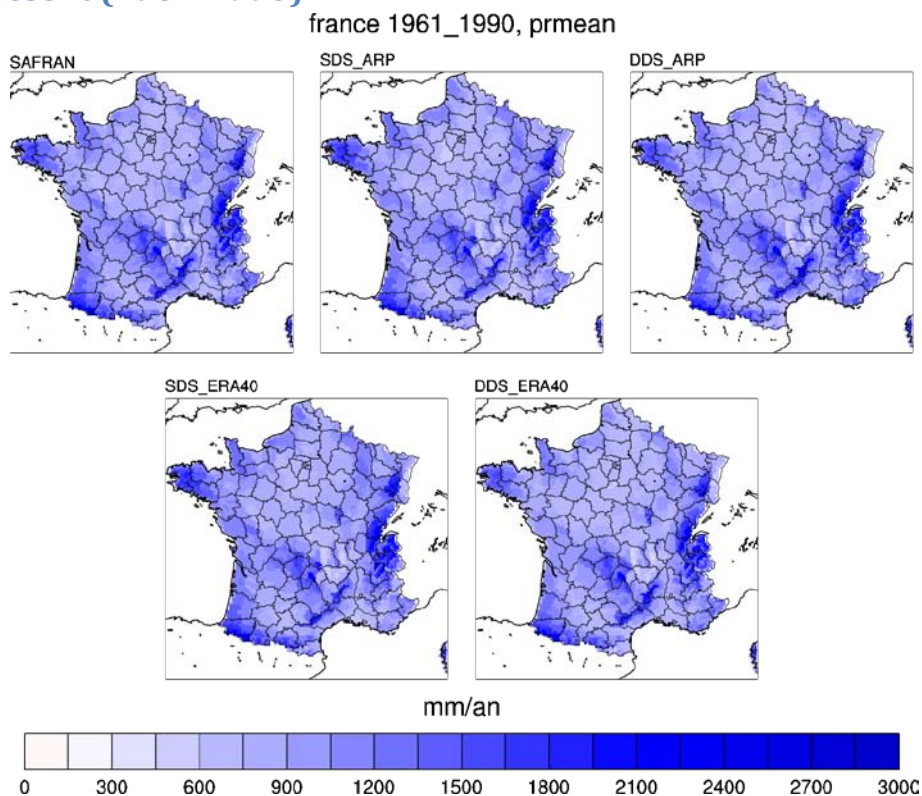 france 1961_1990, prmean
SAFRAN
SDS_ARP
DDS_ARP
SDS_ERA40
DDS_ERA40
mm/an
0 300 600 900 1200 1500 1800 2100 2400 2700 3000